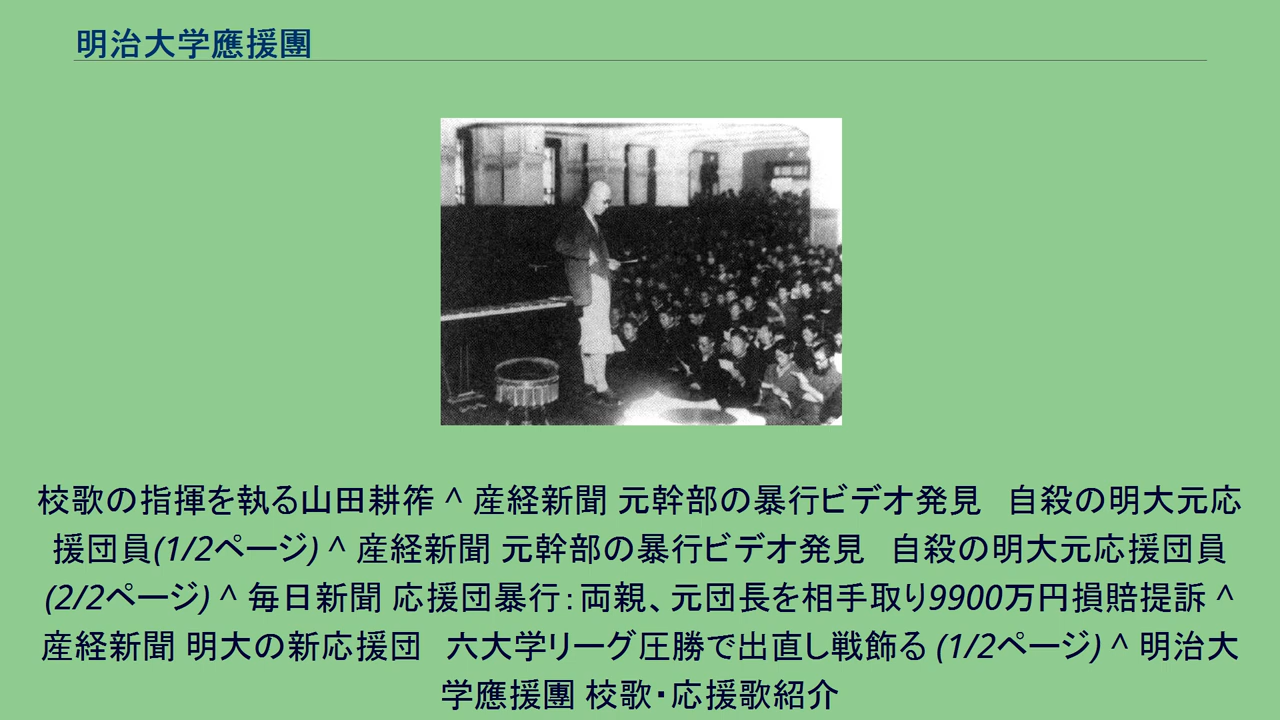 明治大学應援團
校歌の指揮を執る山田耕筰 ^ 産経新聞 元幹部の暴行ビデオ発見　自殺の明大元応
援団員(1/2ページ) ^ 産経新聞 元幹部の暴行ビデオ発見　自殺の明大元応援団員
(2/2ページ) ^ 毎日新聞 応援団暴行：両親、元団長を相手取り9900万円損賠提訴 ^
産経新聞 明大の新応援団　六大学リーグ圧勝で出直し戦飾る (1/2ページ) ^ 明治大
学應援團 校歌・応援歌紹介